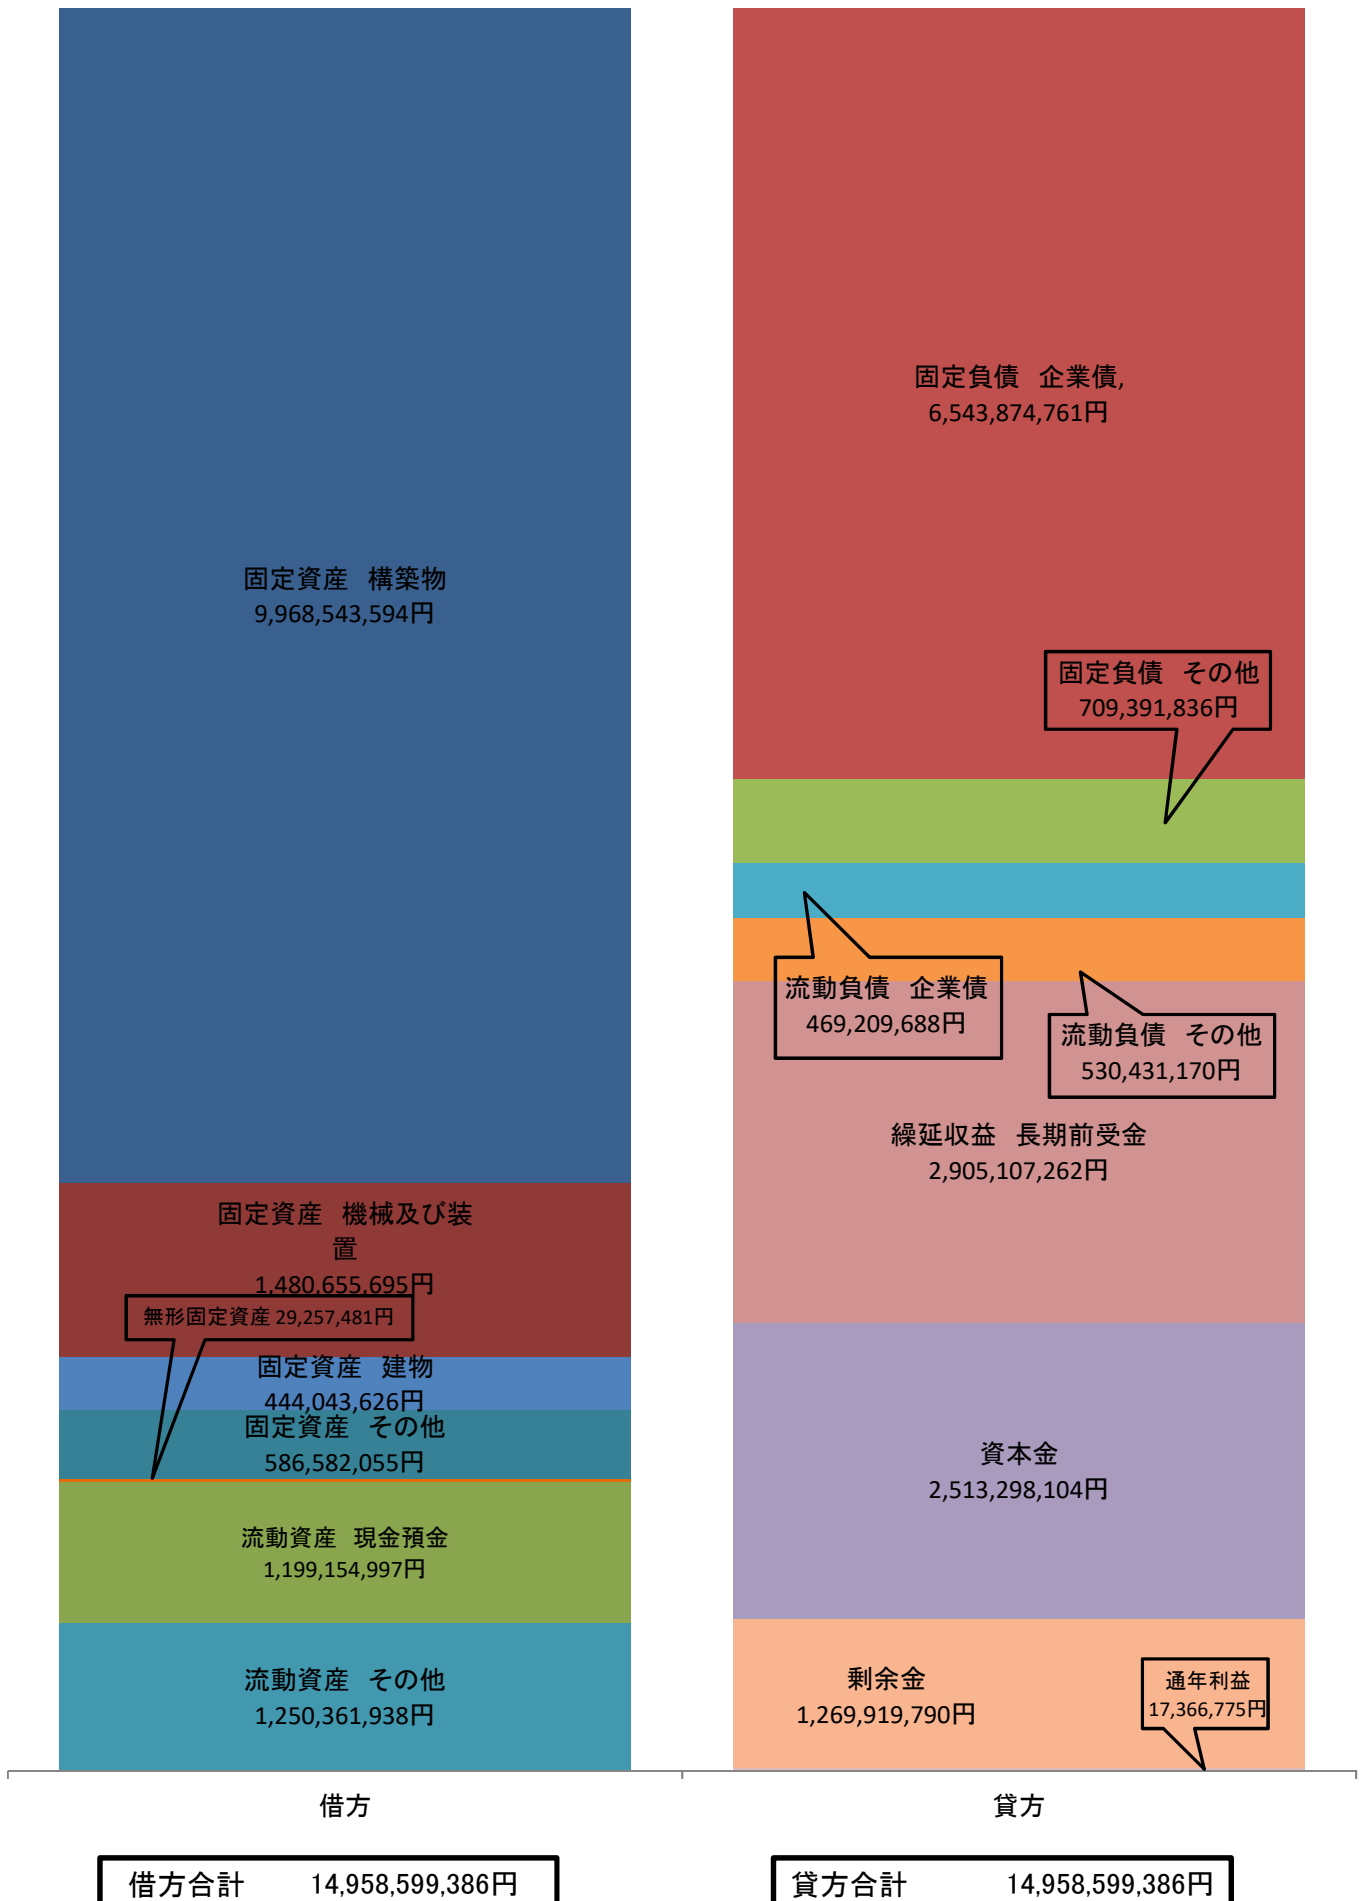 固定資産　構築物
9,968,543,594円
固定資産　機械及び装
置
1,480,655,695円
無形固定資産 29,257,481円
固定資産　建物
444,043,626円
固定資産　その他
586,582,055円
流動資産　現金預金
1,199,154,997円
流動資産　その他
1,250,361,938円
借方
借方合計　　14,958,599,386円
固定負債　企業債,
6,543,874,761円
固定負債　その他
709,391,836円
流動負債　企業債
469,209,688円
流動負債　その他
530,431,170円
繰延収益　長期前受金
2,905,107,262円
資本金
2,513,298,104円
剰余金
1,269,919,790円
通年利益
17,366,775円
貸方
貸方合計　　　14,958,599,386円